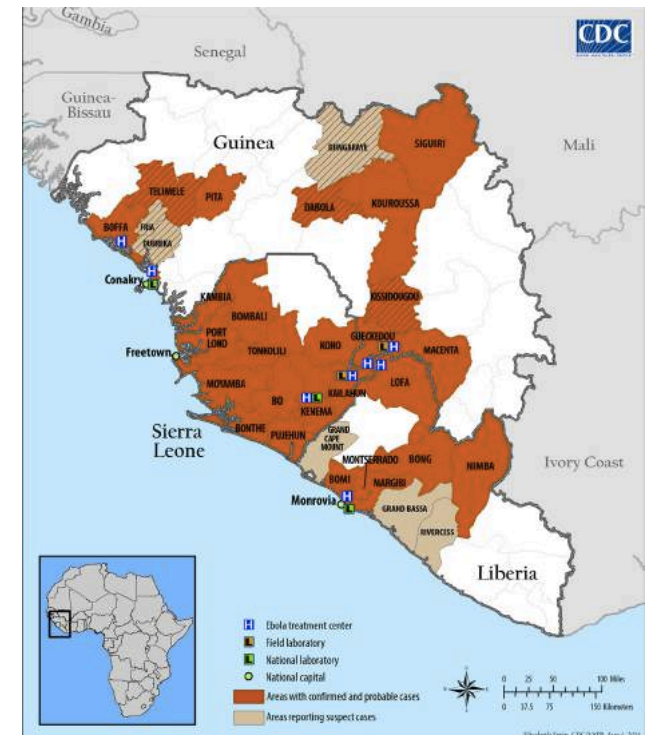 CDC
Gambia
Senegal
Guinea-
Bissau
Mali
Guinea
DINGARAYE
SIGUIRI
TELIMELE
PITA
DABOLA
KOUROUSSA
BOFFA
FRIA
DUBREKA
Conakry
KISSIDOUGOU
KAMBIA
BOMBALI
GUECKEDOU
MACENTA
PORT
LOKO
KONO
TONKOLILI
Freetown
LOFA
MOYAMBA
KAILAHUN
BO
KENEMA
BONTHE
PUJEHUN
GRAND
CAPE
MOUNT
Sierra
Leone
MONTSERRADO
BONG
NIMBA
Ivory Coast
BOMI
MARGIBI
Monrovia
GRAND BASSA
RIVERCESS
Liberia
H Ebola treatment center
L Field laboratory
L National laboratory
National capital
Areas with confirmed and probable cases
Areas reporting suspect cases
0 25 50 100 Miles
0 37.5 75 150 Kilometers